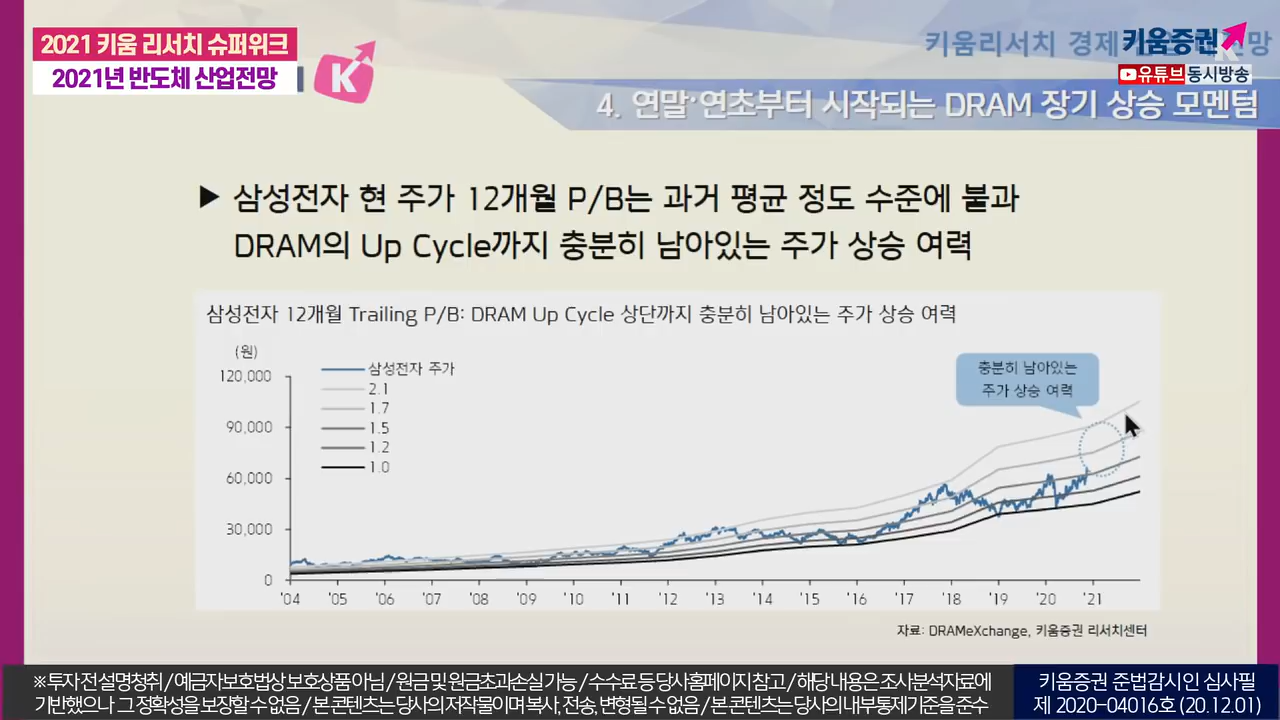 2021 키움 리서치 슈퍼위크
2021년 반도체 산업전망
K
키움리서치 경제
망
키움증권
유튜브동시방송
4. 연말·연초부터 시작되는 DRAM 장기 상승 모멘텀
▶ 삼성전자 현 주가 12개월 P/B는 과거 평균 정도 수준에 불과
DRAM의 Up Cycle까지 충분히 남아있는 주가 상승 여력
삼성전자 12개월 Trailing P/B: DRAM Up Cycle 상단까지 충분히 남아있는 주가 상승 여력
(원)
120,000
90,000
60,000
30,000
0
삼성전자 주가
2.1
1.7
1.5
1.2
1.0
충분히 남아있는
주가 상승 여력
'04 '05 '06 '07 '08 '09 '10 '11 '12 '13 '14 '15 '16 '17 '18 '19 '20 '21
자료: DRAMeXchange, 키움증권 리서치센터
※ 투자 전 설명청취 / 예금자보호법상 보호상품 아님 / 원금 및 원금초과손실 가능 / 수수료 등 당사홈페이지 참고 / 해당 내용은 조사분석자료에
기반했으나 그 정확성을 보장할 수 없음 / 본 콘텐츠는 당사의 저작물이며 복사, 전송, 변형될 수 없음 / 본 콘텐츠는 당사의 내부통제기준을 준수
키움증권 준법감시인 심사필
제 2020-04016호 (20.12.01)